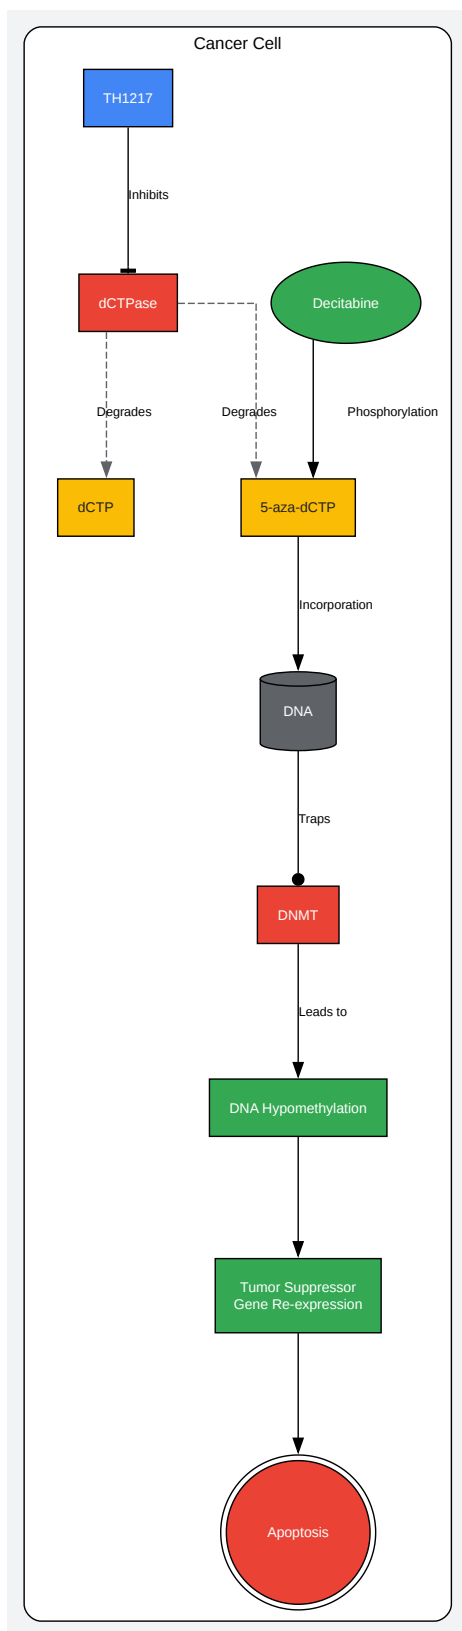 Cancer Cell
TH1217
Inhibits
dCTPase
Decitabine
Degrades
Degrades
Phosphorylation
dCTP
5-aza-dCTP
Incorporation
DNA
Traps
DNMT
Leads to
DNA Hypomethylation
Tumor Suppressor
Gene Re-expression
Apoptosis